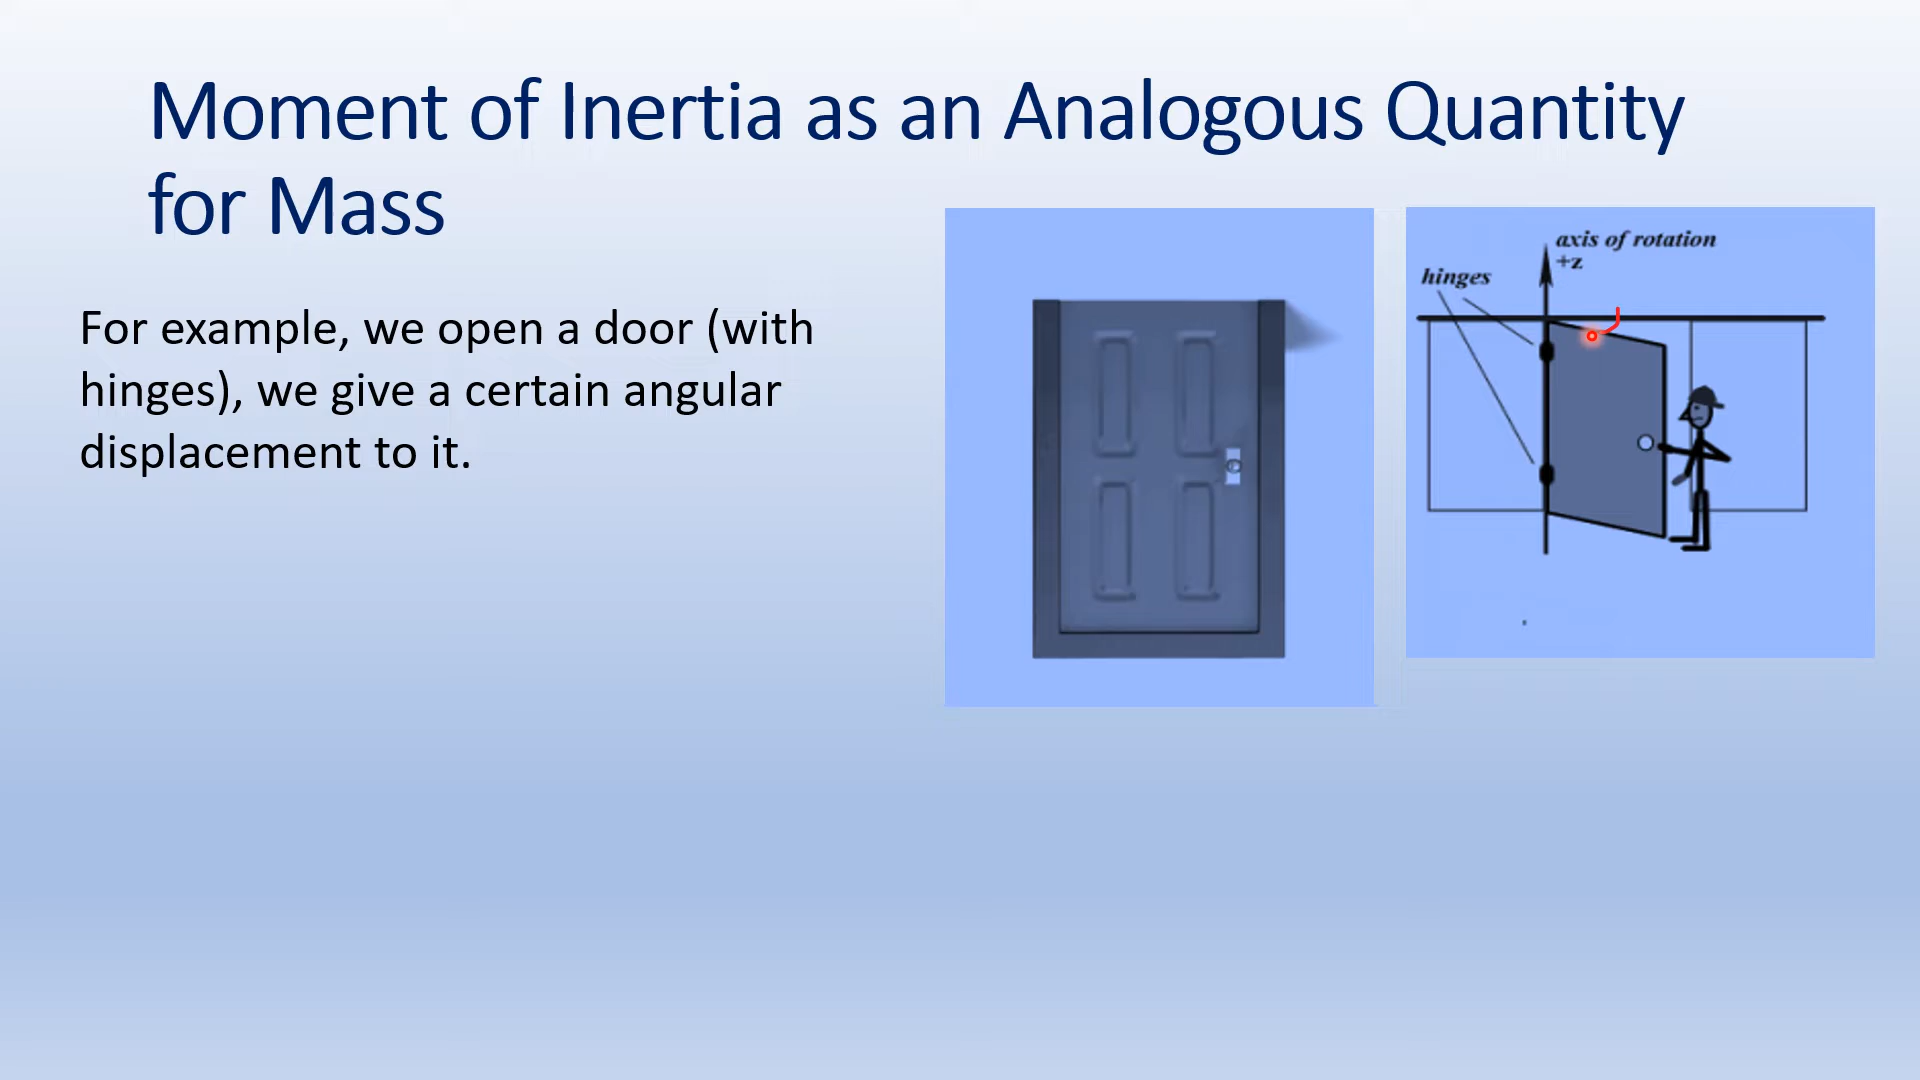 Moment of Inertia as an Analogous Quantity
for Mass
For example, we open a door (with
hinges), we give a certain angular
displacement to it.
axis of rotation
+z
hinges